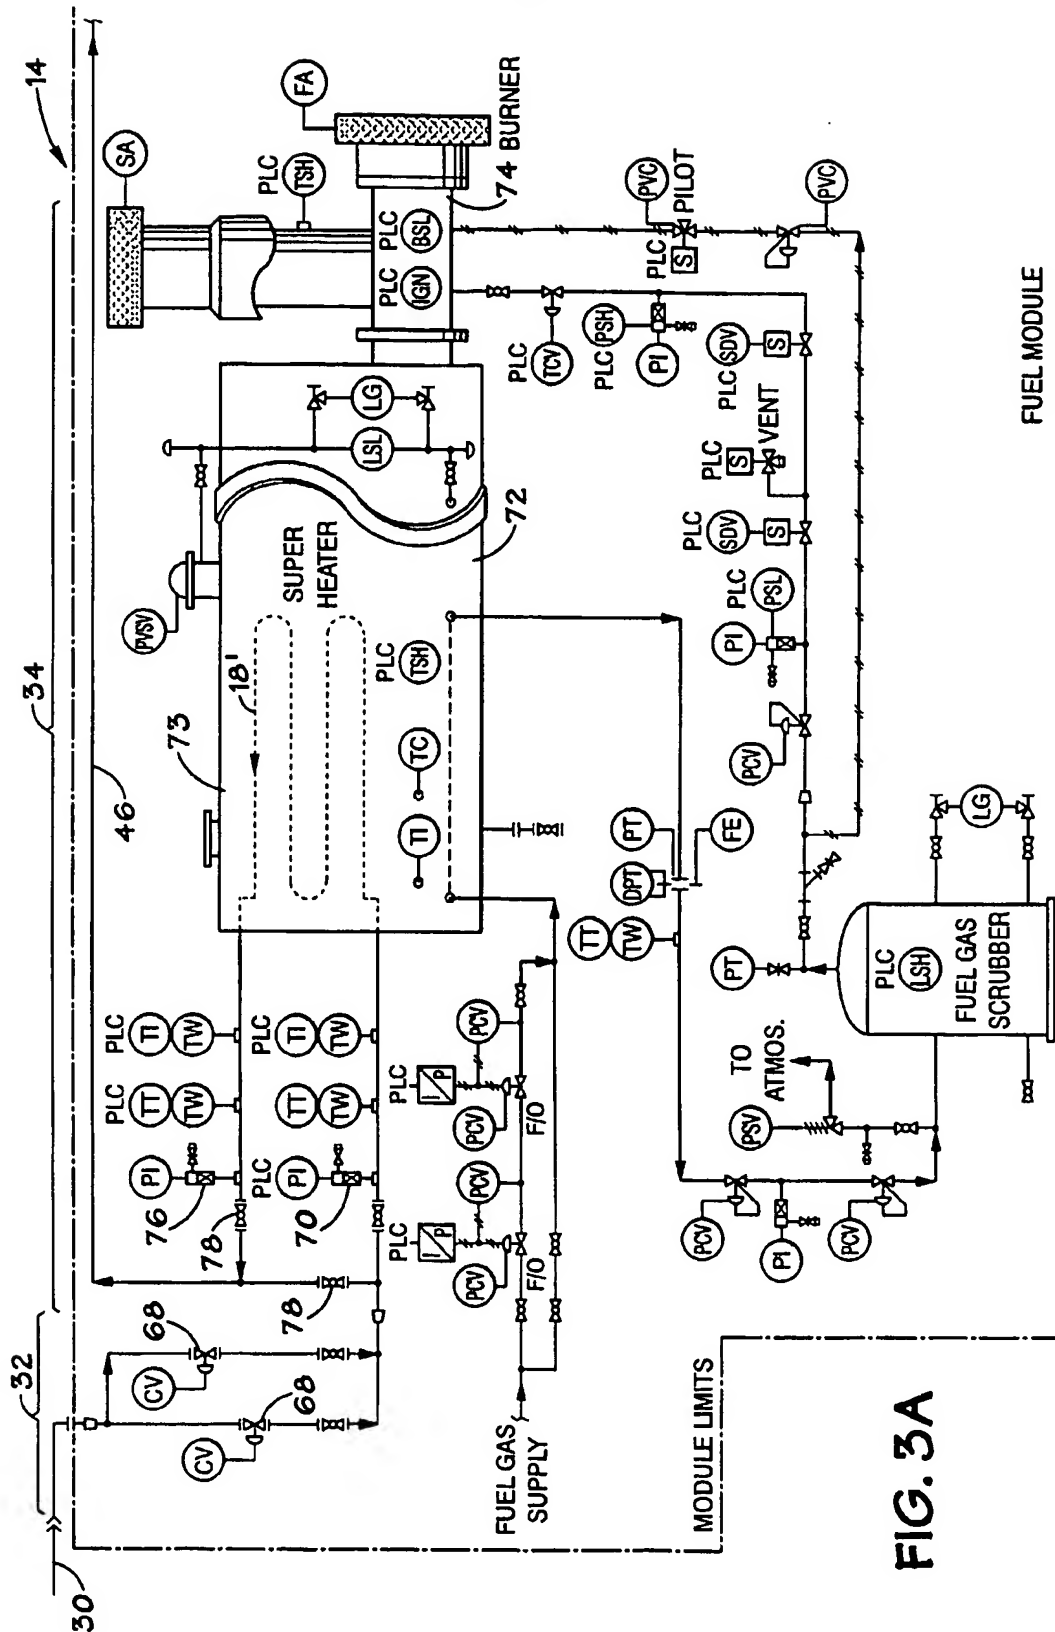 30
32
34
46
14
68
CV
68
CV
78
78
76
PI
PLC
TT
TW
PLC
TI
TW
70
PLC
PI
PLC
TT
TW
PLC
TI
TW
73
18'
PVSV
SUPER
HEATER
TI
TC
PLC
TSH
72
LSL
LG
SA
PLC
TSH
FA
PLC
IGN
PLC
BSL
74
BURNER
PLC
I
P
PCV
PCV
F/O
PLC
I
P
PCV
PCV
F/O
FUEL GAS
SUPPLY
TT
TW
DPT
PT
FE
PCV
PI
PCV
PSV
TO
ATMOS.
PT
PLC
LSH
FUEL GAS
SCRUBBER
LG
PCV
PI
PLC
PSL
PLC
SDV
S
PLC
S
VENT
PLC
SDV
S
PLC
PSH
PI
PLC
TCV
PVC
PLC
S
PILOT
PVC
MODULE LIMITS
FIG. 3A
FUEL MODULE